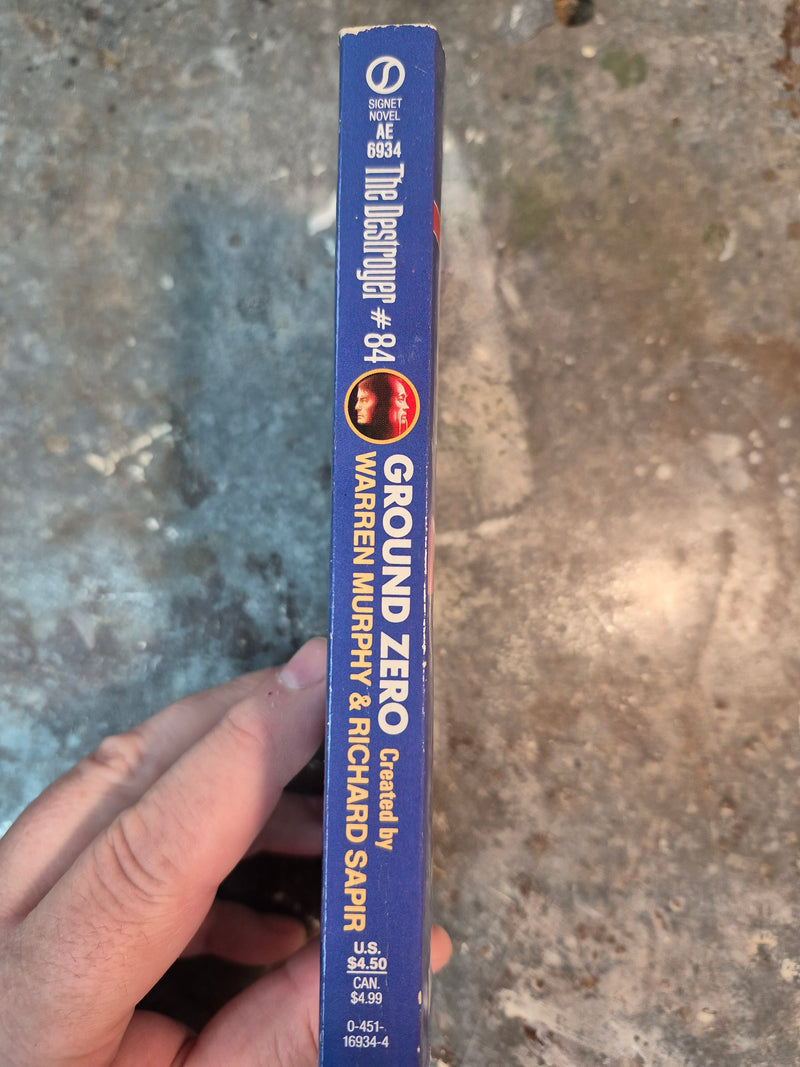 SIGNET
NOVEL
AE
6934
The Destroyer #84
GROUND ZERO Created by
WARREN MURPHY & RICHARD SAPIR
U.S.
$4.50
CAN.
$4.99
0-451-
16934-4